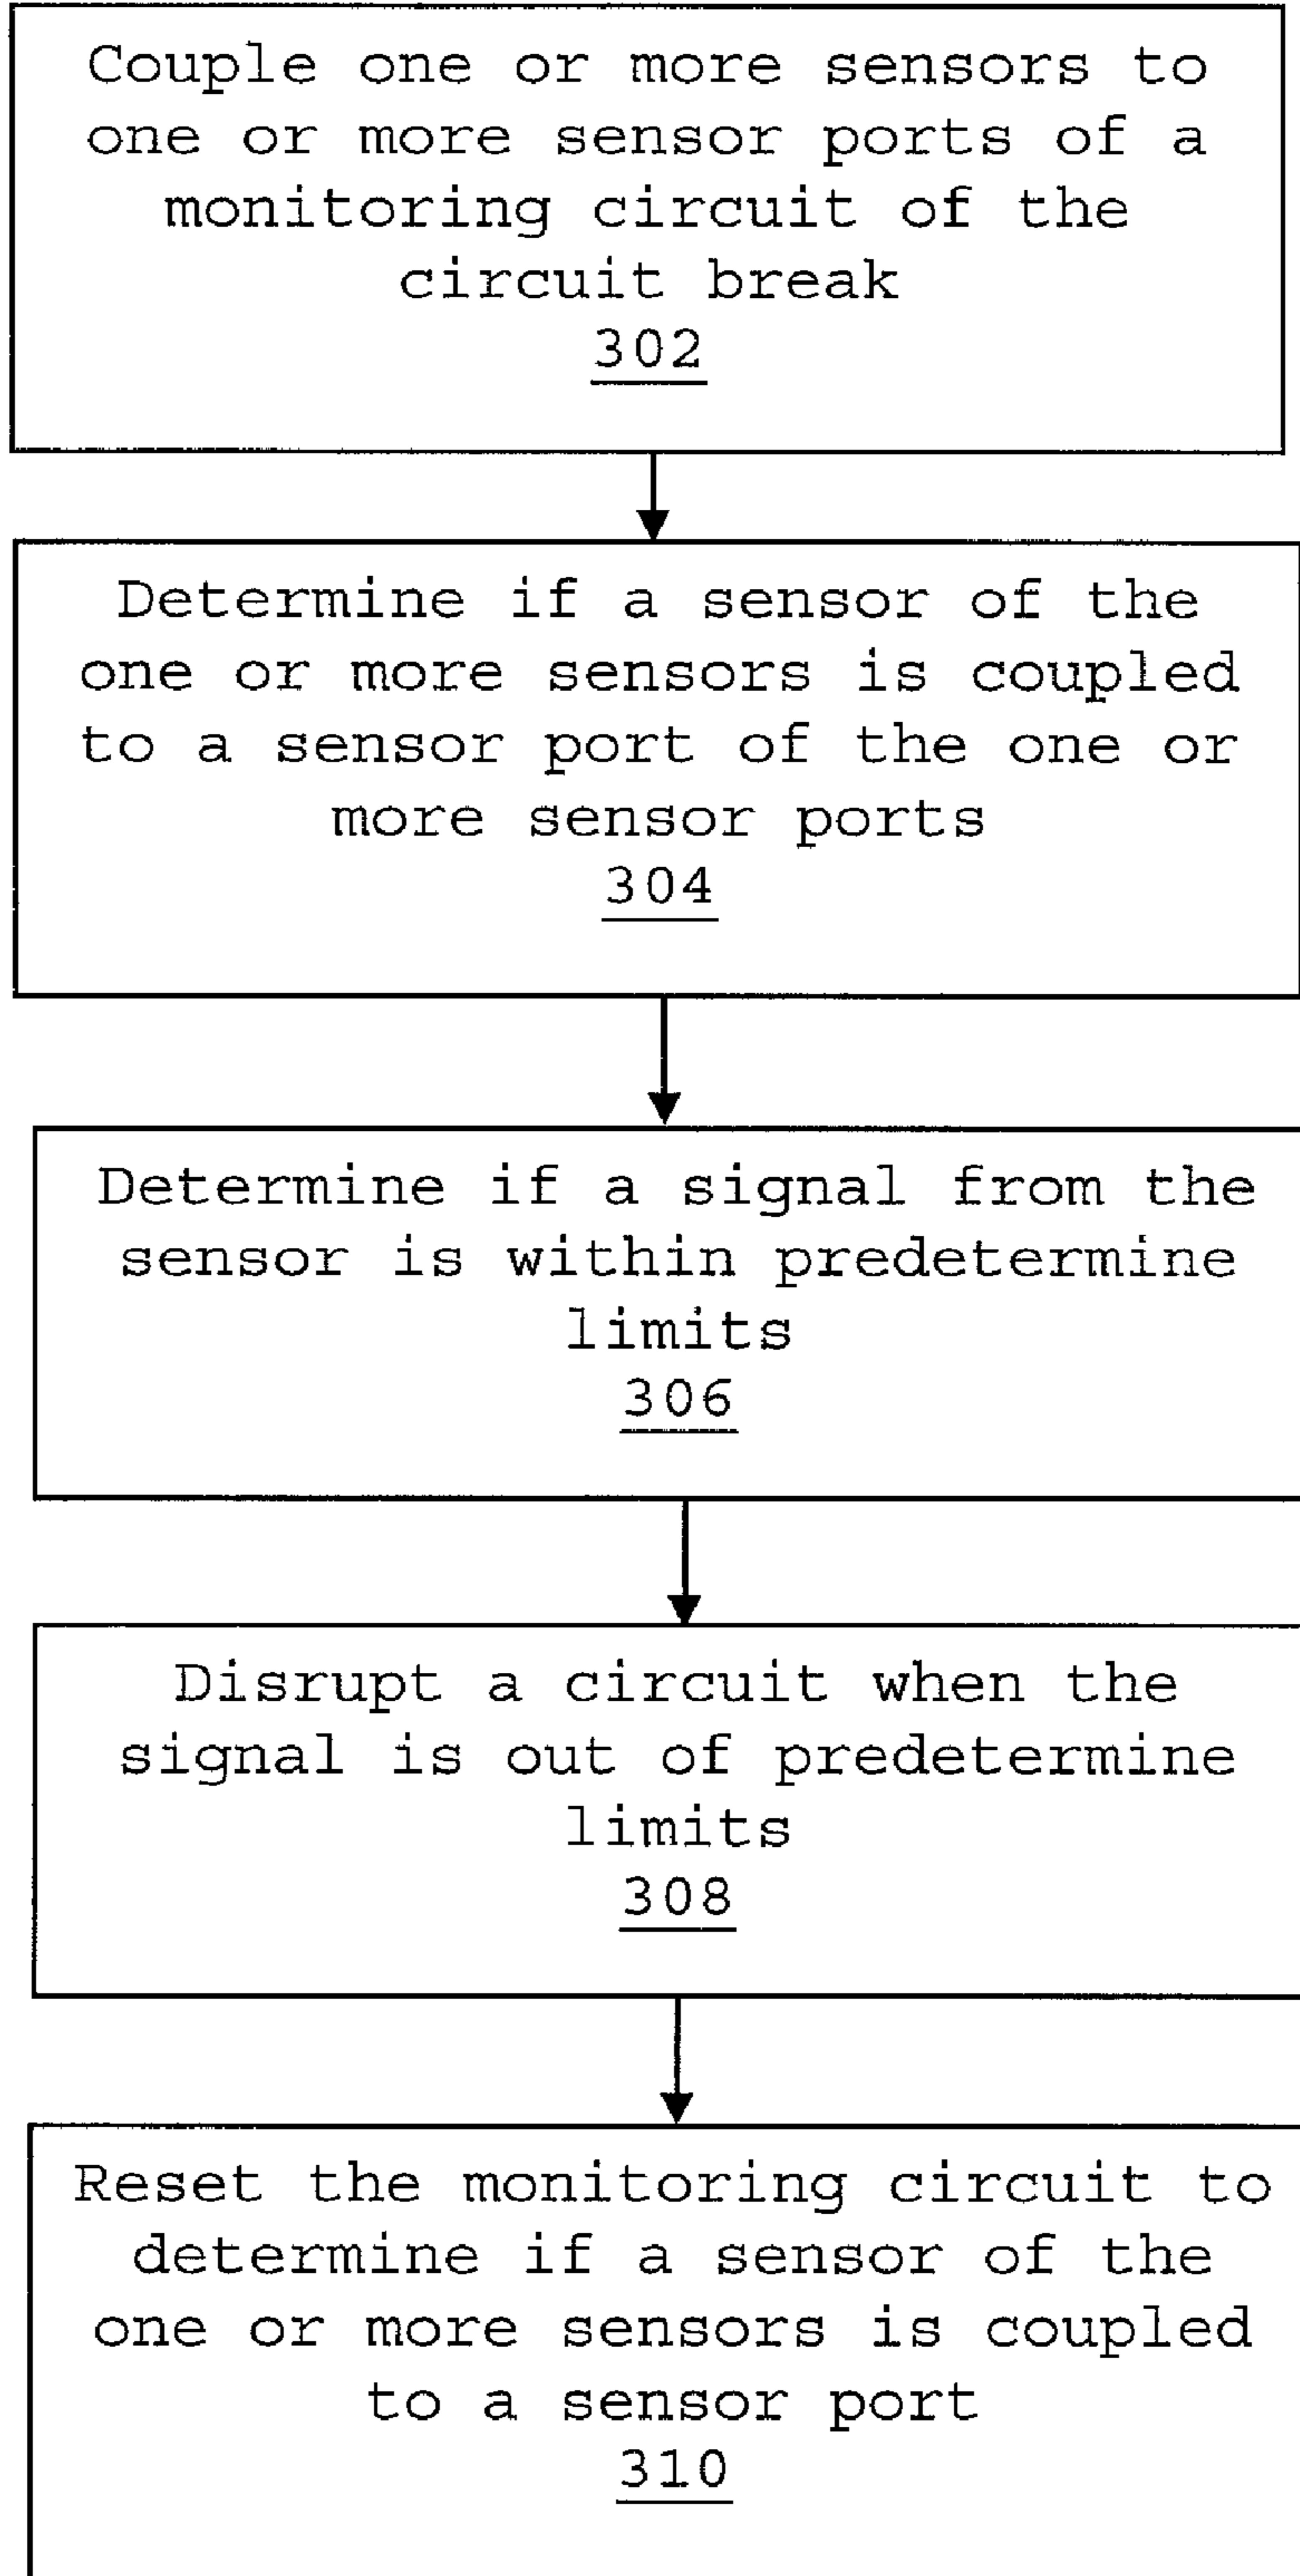 Couple one or more sensors to
one or more sensor ports of a
monitoring circuit of the
circuit break
302
Determine if a sensor of the
one or more sensors is coupled
to a sensor port of the one or
more sensor ports
304
Determine if a signal from the
sensor is within predetermine
limits
306
Disrupt a circuit when the
signal is out of predetermine
limits
308
Reset the monitoring circuit to
determine if a sensor of the
one or more sensors is coupled
to a sensor port
310